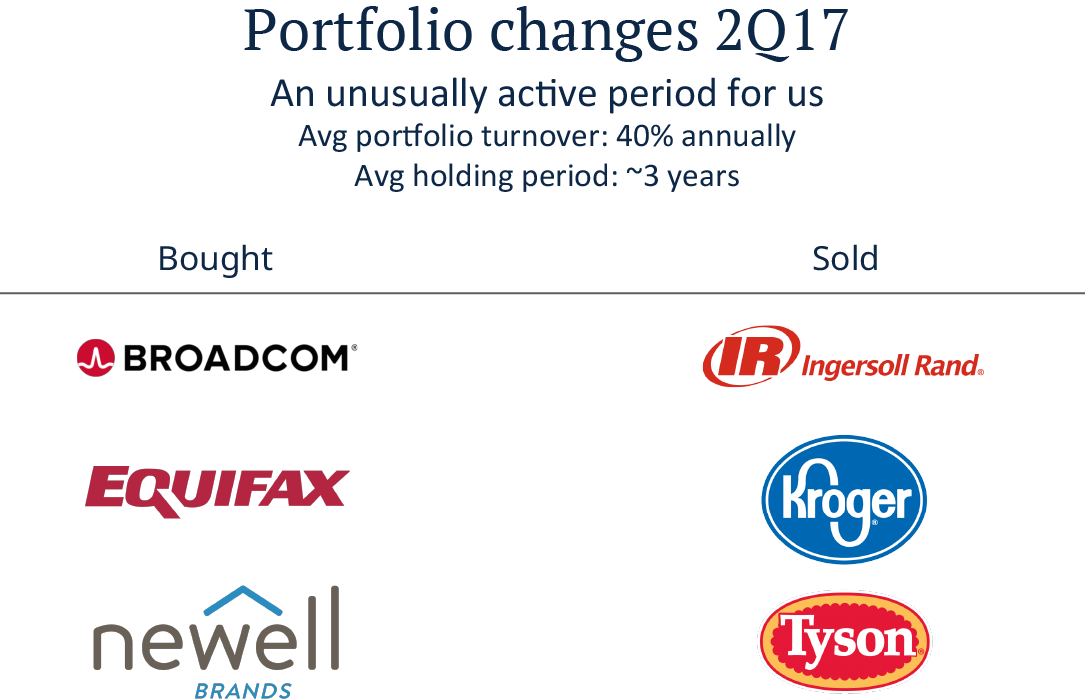 Portfolio changes 2Q17
An unusually active period for us
Avg portfolio turnover: 40% annually
Avg holding period: ~3 years
Bought Sold
BROADCOM® IR Ingersoll Rand®
EQUIFAX Kroger®
newell BRANDS Tyson®